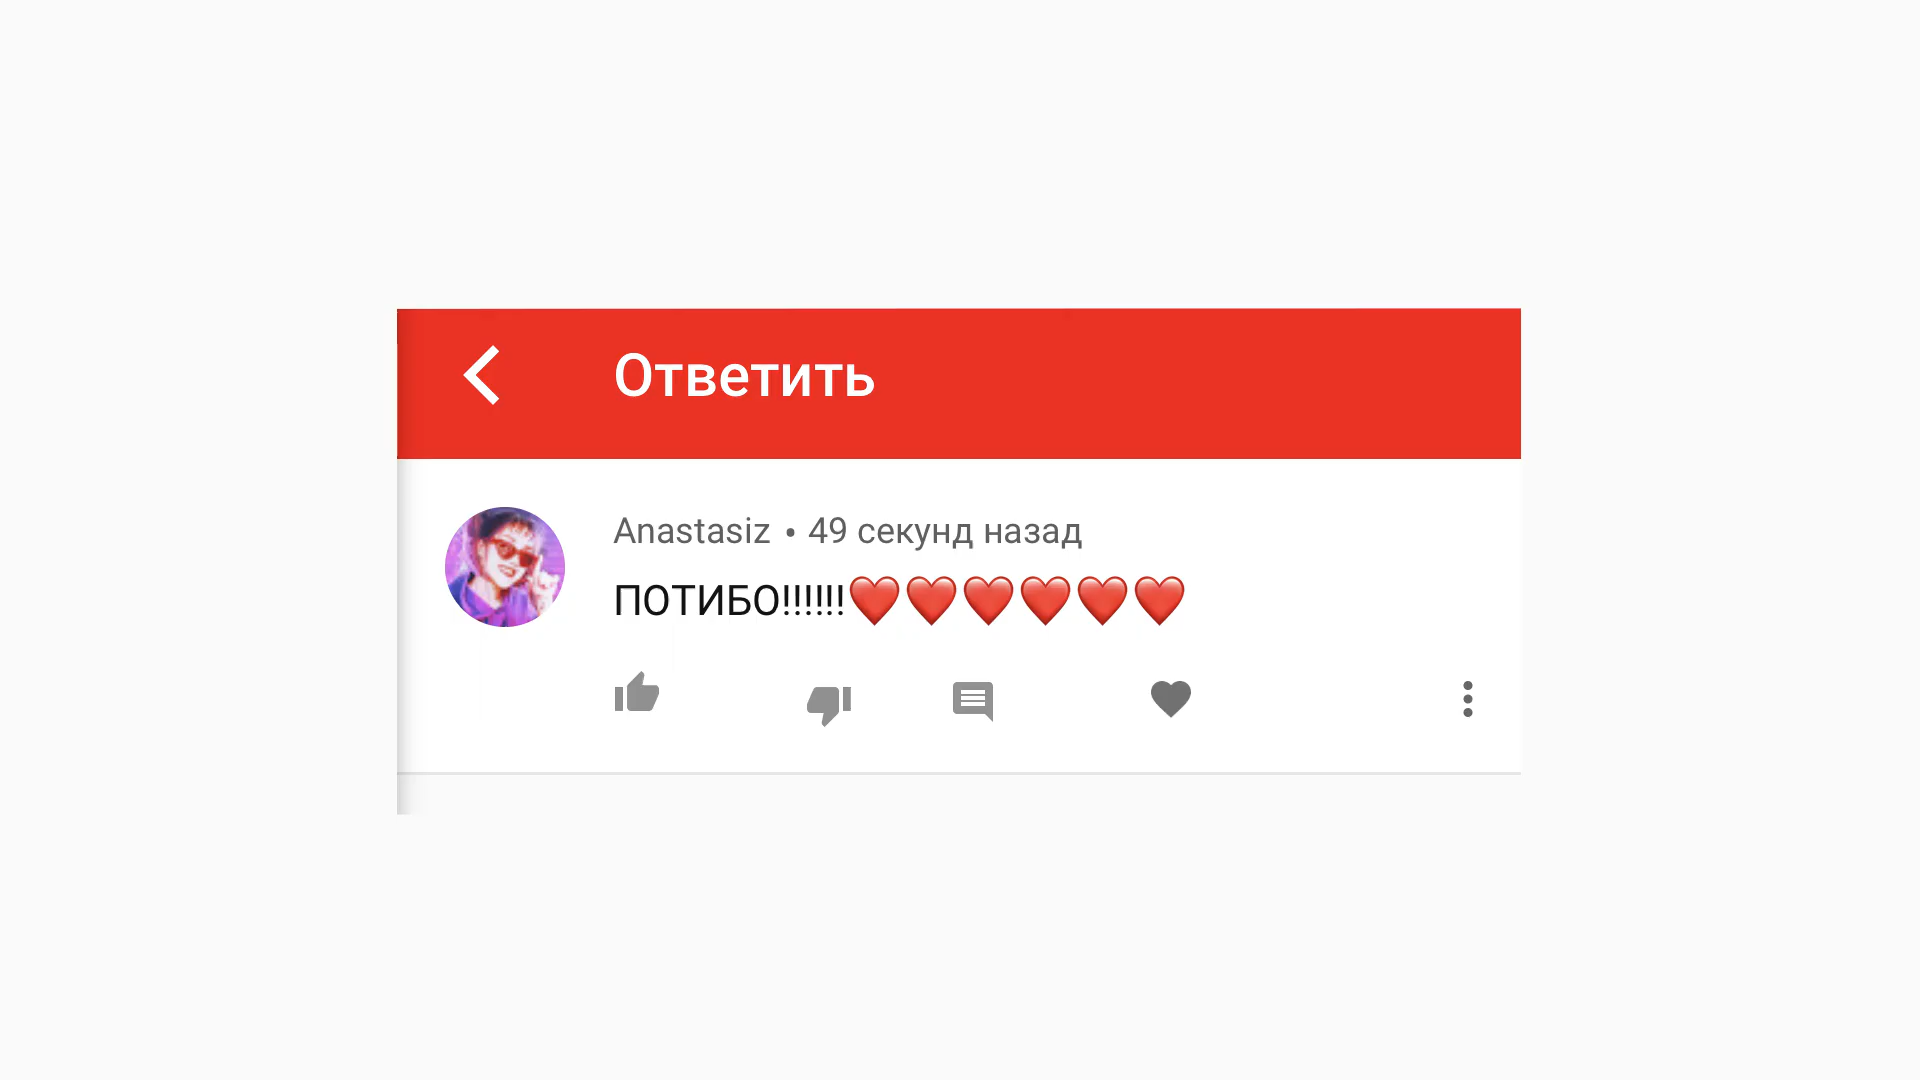 Ответить
Anastasiz • 49 секунд назад
ПОТИБО!!!!!!❤️❤️❤️❤️❤️❤️